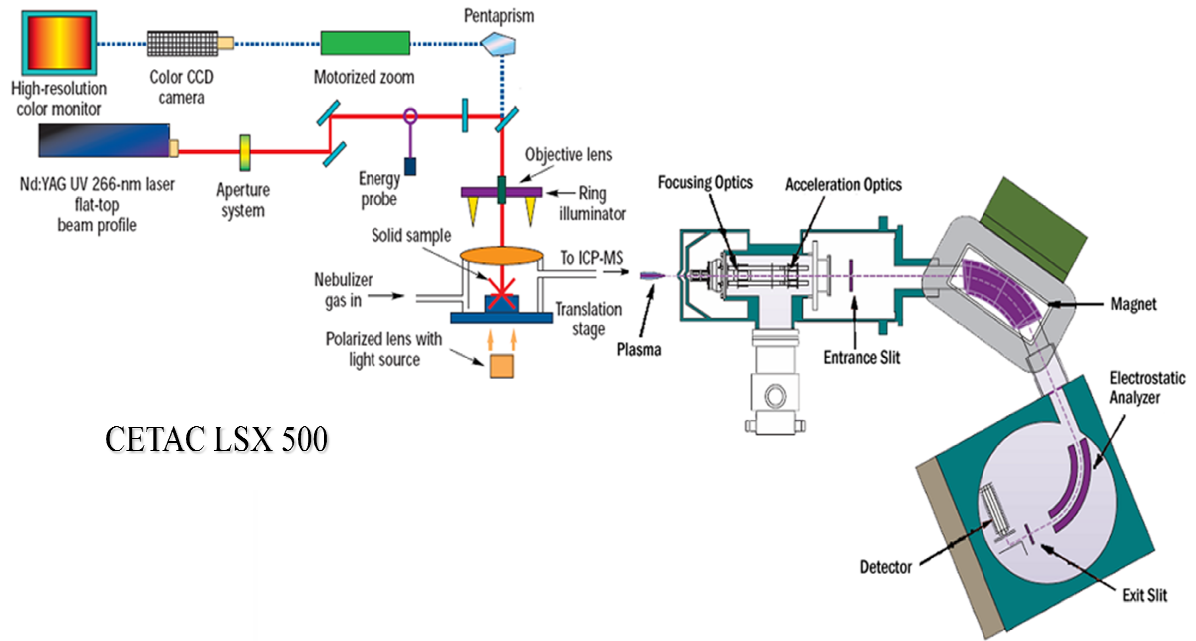 Pentaprism
High-resolution
color monitor
Color CCD
camera
Motorized zoom
Nd:YAG UV 266-nm laser
flat-top
beam profile
Aperture
system
Energy
probe
Objective lens
Ring
illuminator
Solid sample
To ICP-MS
Nebulizer
gas in
Translation
stage
Polarized lens with
light source
CETAC LSX 500
Focusing Optics
Acceleration Optics
Plasma
Entrance Slit
Magnet
Electrostatic
Analyzer
Detector
Exit Slit